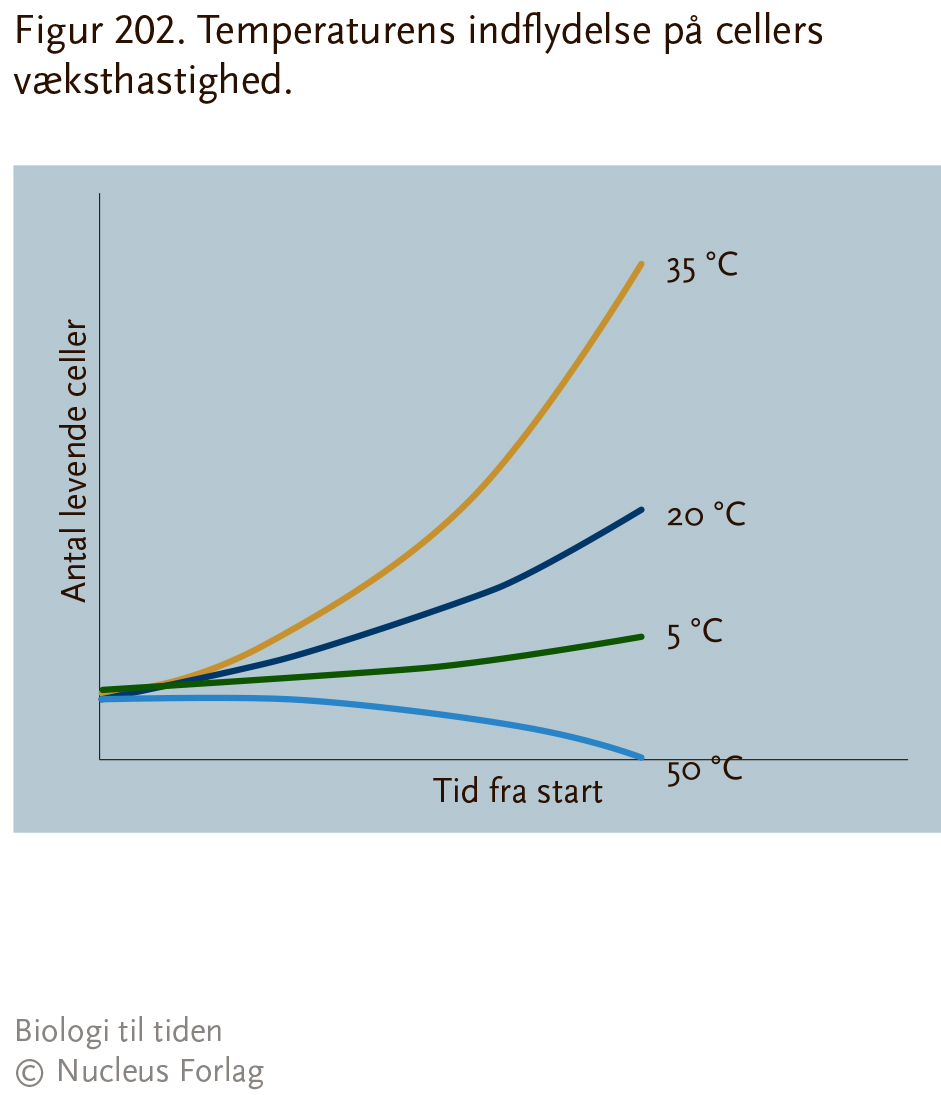 Figur 202. Temperaturens indflydelse på cellers
væksthastighed.
Antal levende celler
35 °C
20 °C
5 °C
50 °C
Tid fra start
Biologi til tiden
© Nucleus Forlag